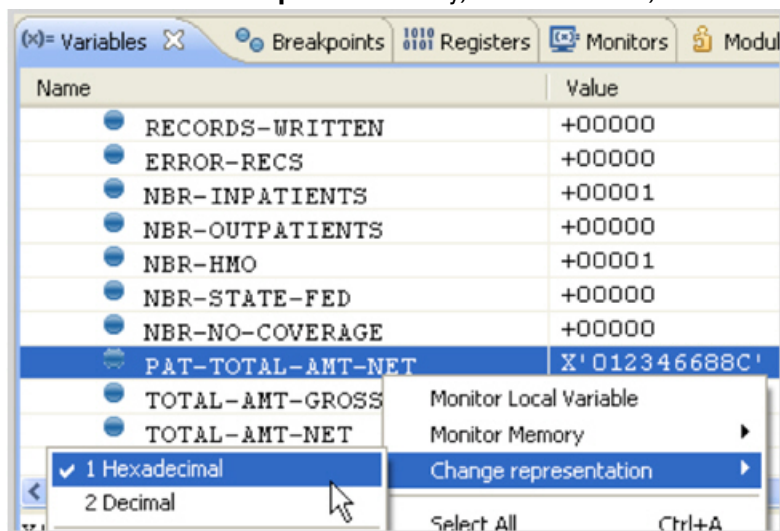 (x)= Variables Breakpoints 1010 0101 Registers Monitors Modul
Name Value
RECORDS-WRITTEN +00000
ERROR-RECS +00000
NBR-INPATIENTS +00001
NBR-OUTPATIENTS +00000
NBR-HMO +00001
NBR-STATE-FED +00000
NBR-NO-COVERAGE +00000
PAT-TOTAL-AMT-NET X'012346688C'
TOTAL-AMT-GROSS Monitor Local Variable
TOTAL-AMT-NET Monitor Memory
1 Hexadecimal Change representation
2 Decimal
Select All Ctrl+A